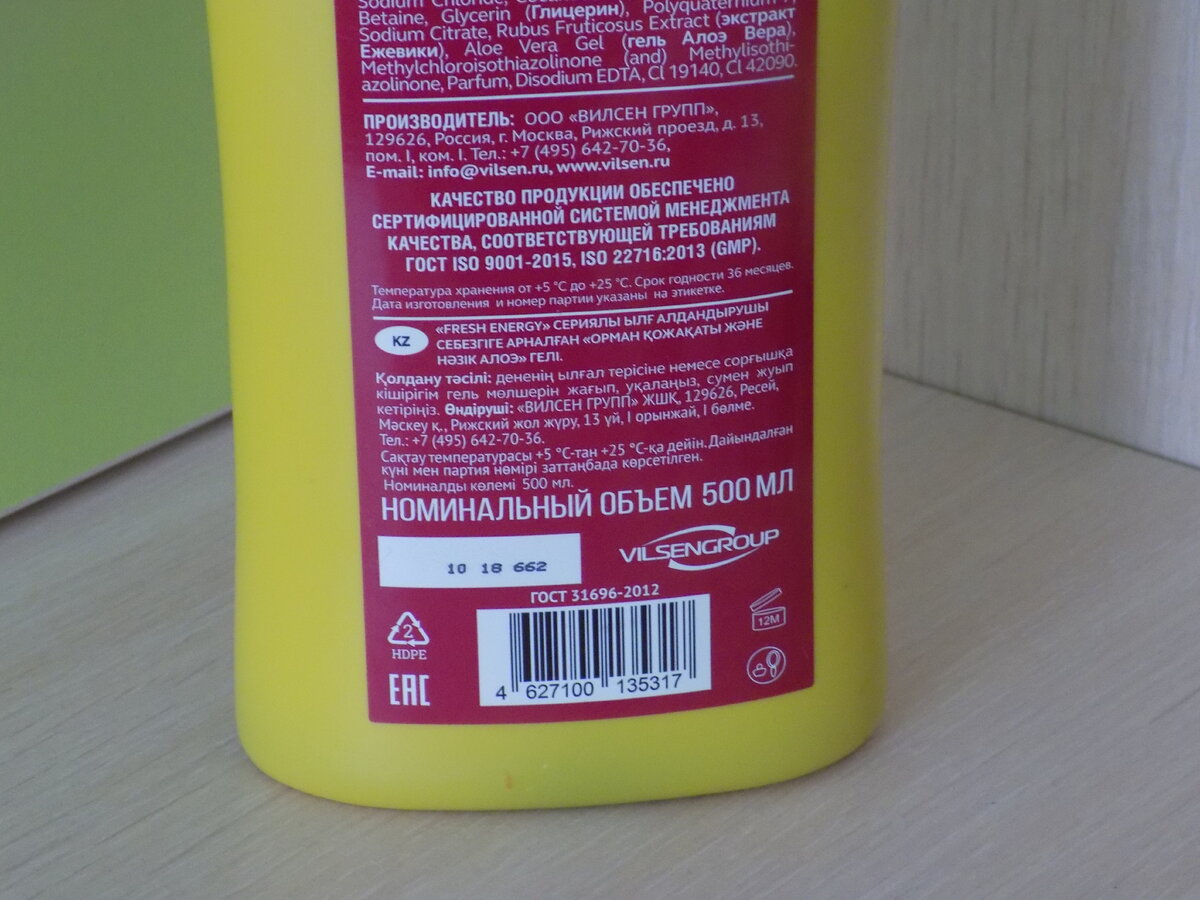 Sodium Chloride,
Betaine, Glycerin (Глицерин), Polyquaternium-7,
Sodium Citrate, Rubus Fruticosus Extract (экстракт
Ежевики), Aloe Vera Gel (гель Алоэ Вера),
Methylchloroisothiazolinone (and) Methylisothi-
azolinone, Parfum, Disodium EDTA, CI 19140, CI 42090.
ПРОИЗВОДИТЕЛЬ: ООО «ВИЛСЕН ГРУПП»,
129626, Россия, г. Москва, Рижский проезд, д. 13,
пом. I, ком. I. Тел.: +7 (495) 642-70-36,
E-mail: info@vilsen.ru, www.vilsen.ru
КАЧЕСТВО ПРОДУКЦИИ ОБЕСПЕЧЕНО
СЕРТИФИЦИРОВАННОЙ СИСТЕМОЙ МЕНЕДЖМЕНТА
КАЧЕСТВА, СООТВЕТСТВУЮЩЕЙ ТРЕБОВАНИЯМ
ГОСТ ISO 9001-2015, ISO 22716:2013 (GMP).
Температура хранения от +5 °C до +25 °C. Срок годности 36 месяцев.
Дата изготовления и номер партии указаны на этикетке.
KZ
«FRESH ENERGY» СЕРИЯЛЫ ЫЛҒАЛДАНДЫРУШЫ
СЕБЕЗГІГЕ АРНАЛҒАН «ОРМАН ҚОЖАҚАТЫ ЖӘНЕ
НӘЗІК АЛОЭ» ГЕЛІ.
Қолдану тәсілі: дененің ылғал терісіне немесе сорғышқа
кішірігім гель мөлшерін жағып, уқалаңыз, сумен жуып
кетіріңіз. Өндіруші: «ВИЛСЕН ГРУПП» ЖШҚ, 129626, Ресей,
Мәскеу қ., Рижский жол жүру, 13 үй, I орынжай, I бөлме.
Тел.: +7 (495) 642-70-36.
Сақтау температурасы +5 °C-тан +25 °C-қа дейін. Дайындалған
күні мен партия нөмірі заттаңбада көрсетілген.
Номиналды көлемі 500 мл.
НОМИНАЛЬНЫЙ ОБЪЕМ 500 МЛ
10 18 662
VILSENGROUP
ГОСТ 31696-2012
2
HDPE
12M
EAC
4 627100 135317